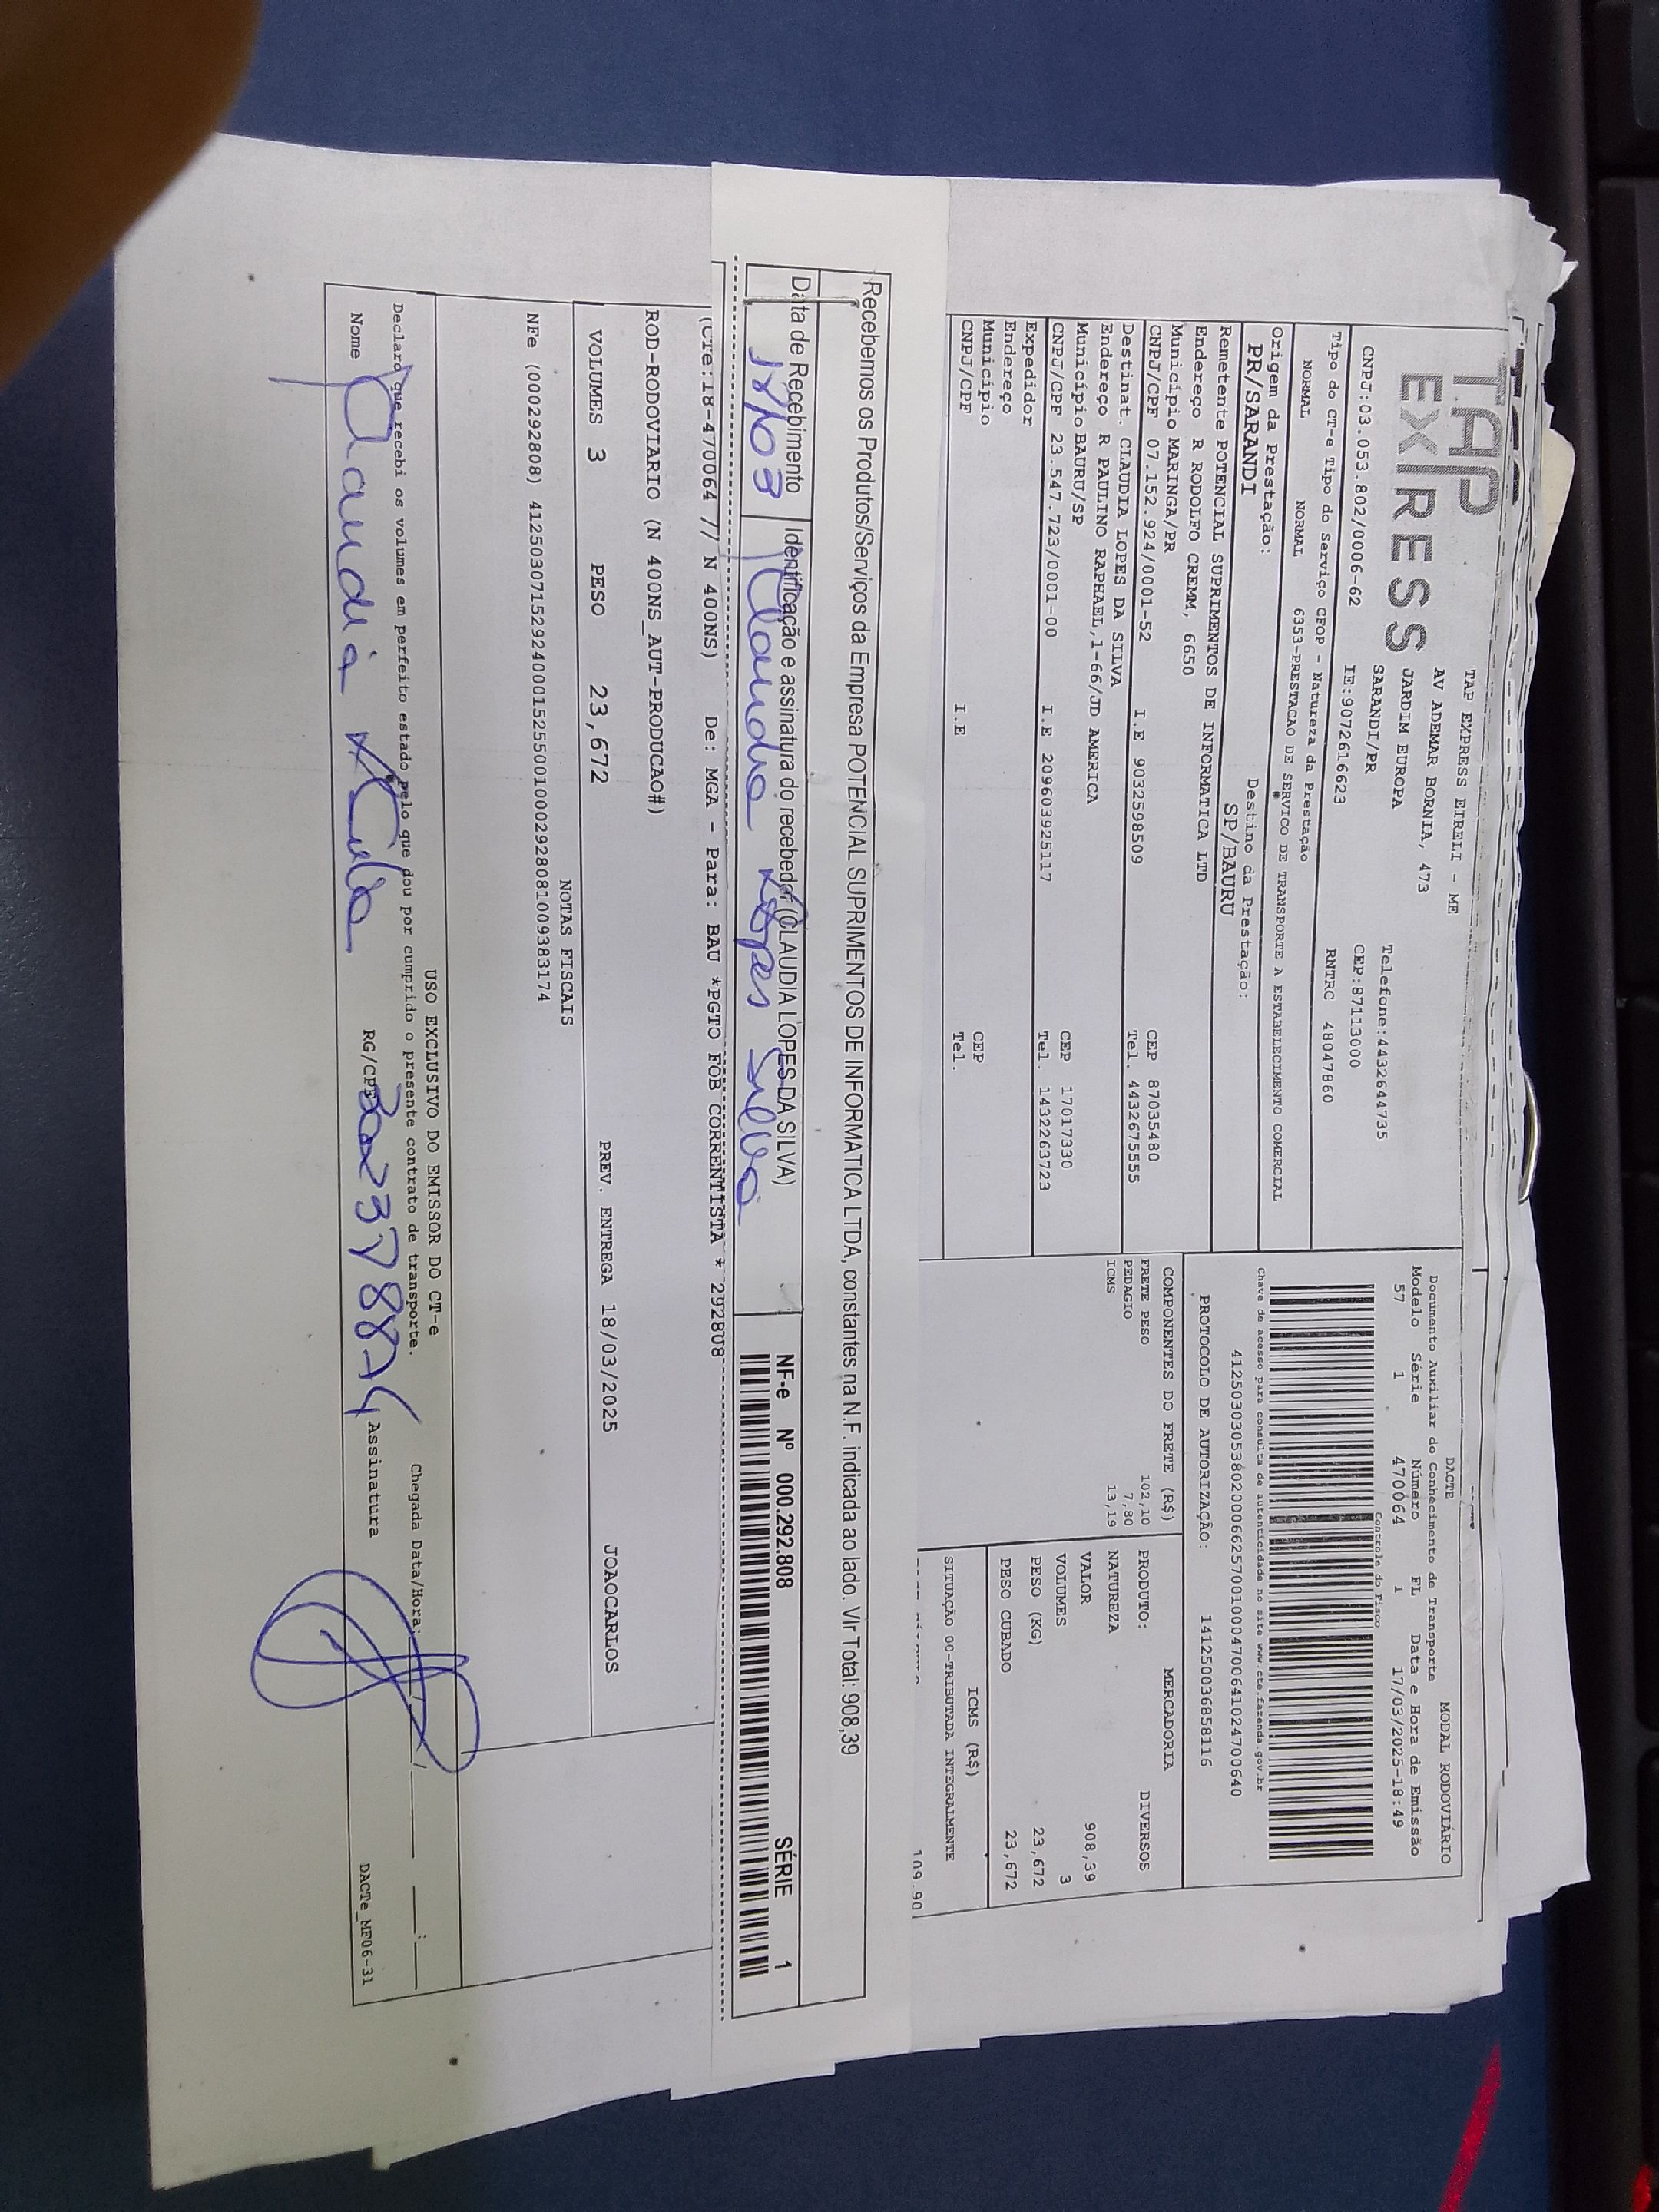 TAP
EXPRESS
TAP EXPRESS EIRELI - ME
AV ADEMAR BORNIA, 473
JARDIM EUROPA
SARANDI/PR
Telefone:4432644735
CEP:87113000
CNPJ:03.053.802/0006-62 IE:9072616623 RNTRC 48047860
Tipo do CT-e Tipo do Serviço CFOP - Natureza da Prestação
NORMAL NORMAL 6353-PRESTACAO DE SERVICO DE TRANSPORTE A ESTABELECIMENTO COMERCIAL
Origem da Prestação: Destino da Prestação:
PR/SARANDI SP/BAURU
DACTE
MODAL RODOVIÁRIO
Documento Auxiliar do Conhecimento de Transporte
Modelo Série Número FL Data e Hora de Emissão
57 1 470064 1 17/03/2025-18:49
Controle do Fisco
Chave de acesso para consulta de autenticidade no site www.cte.fazenda.gov.br
41250303053802000662570010004700641024700640
PROTOCOLO DE AUTORIZAÇÃO: 141250036858116
Remetente POTENCIAL SUPRIMENTOS DE INFORMATICA LTD
Endereço R RODOLFO CREMM, 6650
Município MARINGA/PR CEP 87035480
CNPJ/CPF 07.152.924/0001-52 I.E 9032598509 Tel. 4432675555
Destinat. CLAUDIA LOPES DA SILVA
Endereço R PAULINO RAPHAEL,1-66/JD AMERICA
Município BAURU/SP CEP 17017330
CNPJ/CPF 23.547.723/0001-00 I.E 209603925117 Tel. 1432263723
Expedidor
Endereço
Município CEP
CNPJ/CPF I.E Tel.
COMPONENTES DO FRETE (R$)
FRETE PESO 102,10
PEDAGIO 7,80
ICMS 13,19
MERCADORIA
PRODUTO: DIVERSOS
NATUREZA
VALOR 908,39
VOLUMES 3
PESO (KG) 23,672
PESO CUBADO 23,672
ICMS (R$)
SITUAÇÃO 00-TRIBUTADA INTEGRALMENTE
109,90
Recebemos os Produtos/Serviços da Empresa POTENCIAL SUPRIMENTOS DE INFORMATICA LTDA, constantes na N.F. indicada ao lado. Vlr Total: 908,39
Data de Recebimento Identificação e assinatura do recebedor (CLAUDIA LOPES DA SILVA) NF-e Nº 000.292.808 SÉRIE 1
18/03 Claudia Lopes Silva
(CTe:18-470064 // N 400NS) De: MGA - Para: BAU *PGTO FOB CORRENTISTA * 292808
ROD-RODOVIARIO (N 400NS_AUT-PRODUCAO#)
VOLUMES 3 PESO 23,672 PREV. ENTREGA 18/03/2025 JOAOCARLOS
NOTAS FISCAIS
NFe (000292808) 41250307152924000152550010002928081009383174
USO EXCLUSIVO DO EMISSOR DO CT-e
Declaro que recebi os volumes em perfeito estado pelo que dou por cumprido o presente contrato de transporte. Chegada Data/Hora: / / :
Nome Claudia Silva RG/CPF Assinatura
DACTe_MF06-31